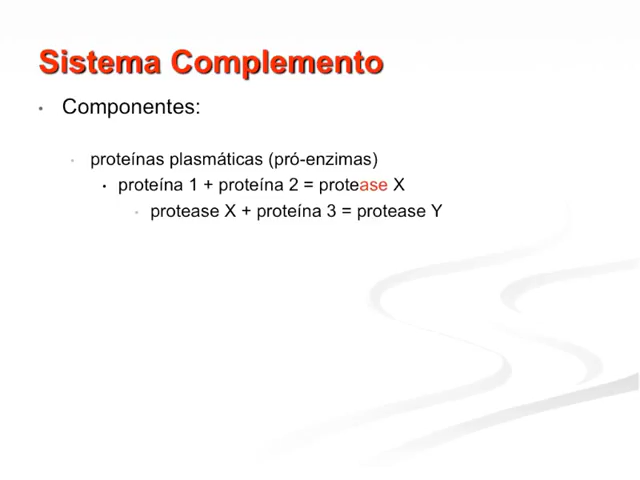 Sistema Complemento
• Componentes:
• proteínas plasmáticas (pró-enzimas)
• proteína 1 + proteína 2 = protease X
• protease X + proteína 3 = protease Y